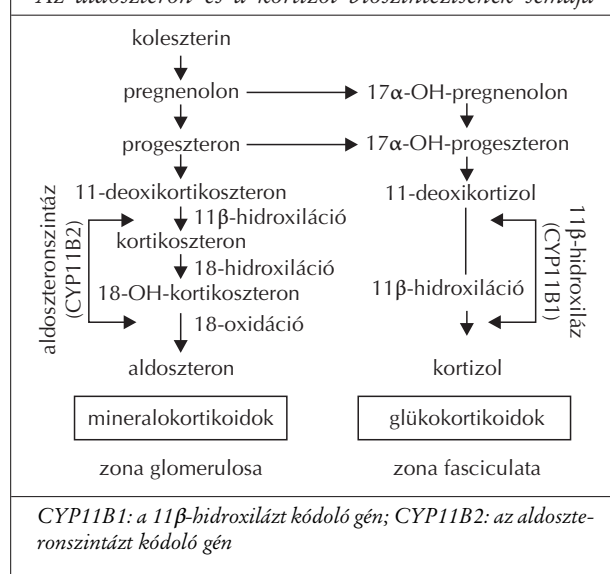 Az aldoszteron és a kortizol bioszintézisének sémája
koleszterin
pregnenolon
17α-OH-pregnenolon
progeszteron
17α-OH-progeszteron
11-deoxikortikoszteron
11-deoxikortizol
11β-hidroxiláció
kortikoszteron
18-hidroxiláció
18-OH-kortikoszteron
11β-hidroxiláció
18-oxidáció
aldoszteronszintáz
(CYP11B2)
11β-hidroxiláz
(CYP11B1)
aldoszteron
kortizol
mineralokortikoidok
glükokortikoidok
zona glomerulosa
zona fasciculata
CYP11B1: a 11β-hidroxilázt kódoló gén; CYP11B2: az aldoszte-
ronszintázt kódoló gén